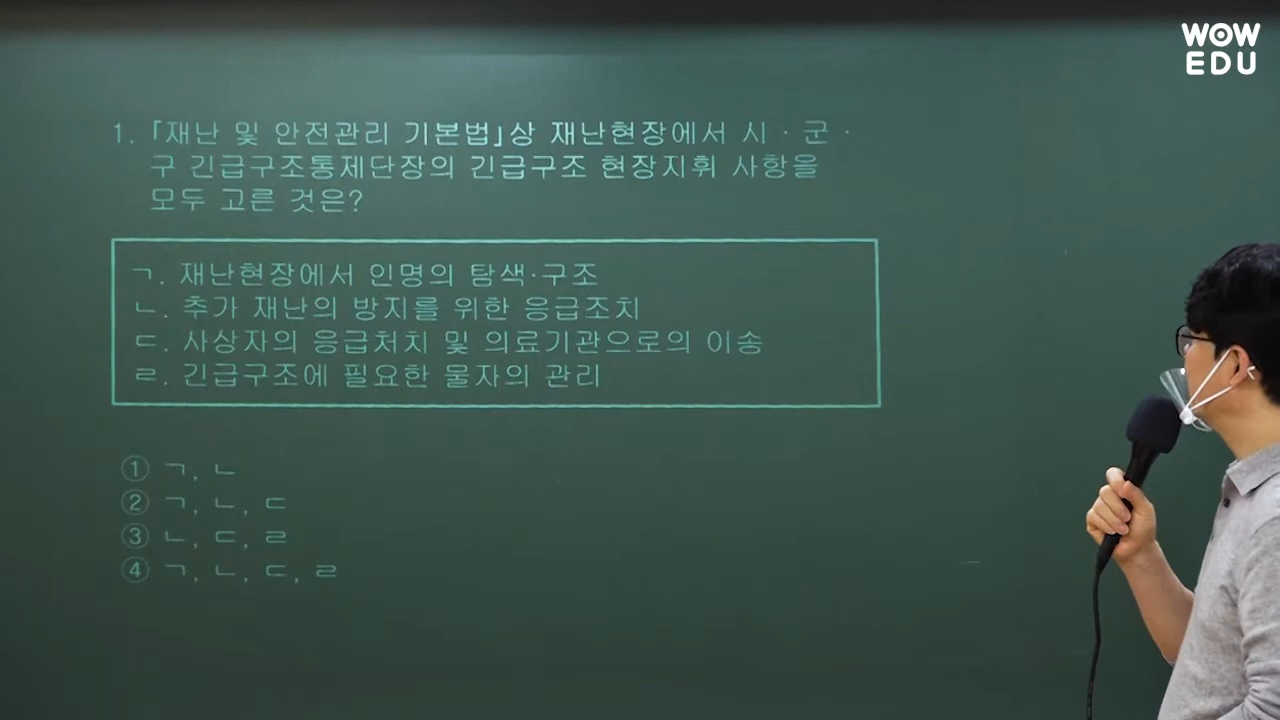 WOW
EDU
1. 「재난 및 안전관리 기본법」상 재난현장에서 시 · 군 ·
구 긴급구조통제단장의 긴급구조 현장지휘 사항을
모두 고른 것은?
ㄱ. 재난현장에서 인명의 탐색·구조
ㄴ. 추가 재난의 방지를 위한 응급조치
ㄷ. 사상자의 응급처치 및 의료기관으로의 이송
ㄹ. 긴급구조에 필요한 물자의 관리
① ㄱ, ㄴ
② ㄱ, ㄴ, ㄷ
③ ㄴ, ㄷ, ㄹ
④ ㄱ, ㄴ, ㄷ, ㄹ